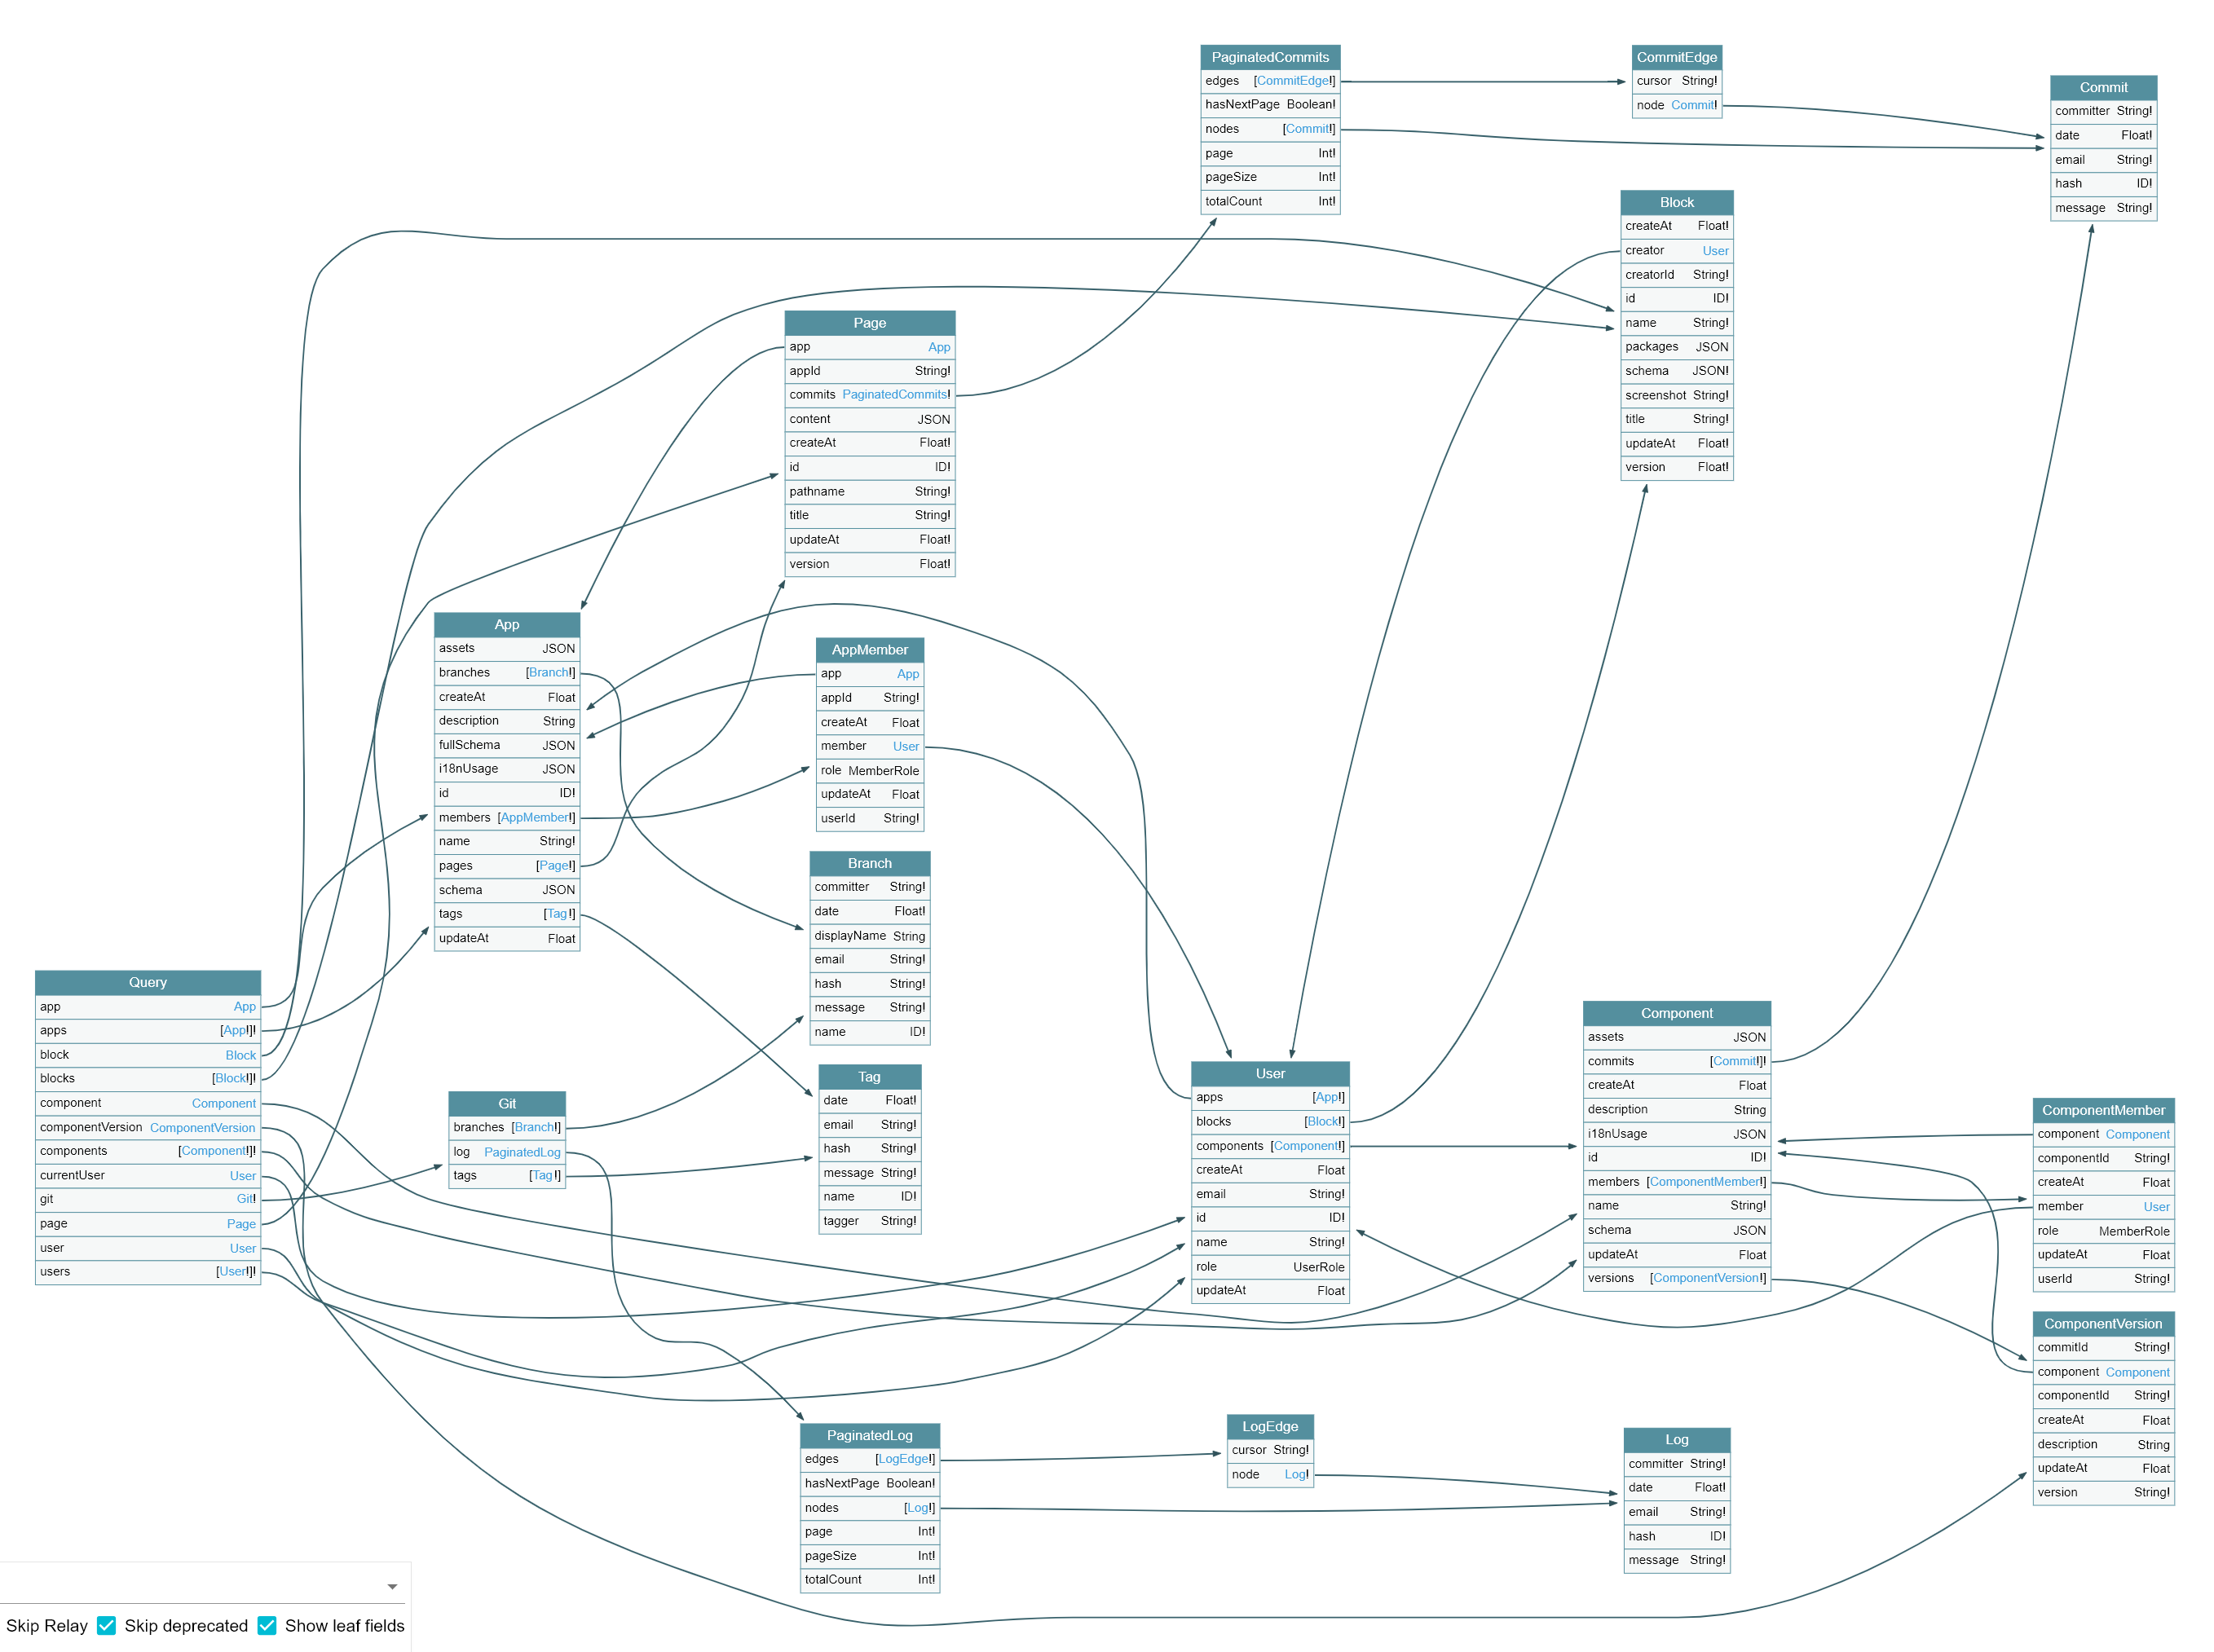 PaginatedCommits
edges [CommitEdge!]
hasNextPage Boolean!
nodes [Commit!]
page Int!
pageSize Int!
totalCount Int!
CommitEdge
cursor String!
node Commit!
Commit
committer String!
date Float!
email String!
hash ID!
message String!
Block
createAt Float!
creator User
creatorId String!
id ID!
name String!
packages JSON
schema JSON!
screenshot String!
title String!
updateAt Float!
version Float!
Page
app App
appId String!
commits PaginatedCommits!
content JSON
createAt Float!
id ID!
pathname String!
title String!
updateAt Float!
version Float!
App
assets JSON
branches [Branch!]
createAt Float
description String
fullSchema JSON
i18nUsage JSON
id ID!
members [AppMember!]
name String!
pages [Page!]
schema JSON
tags [Tag!]
updateAt Float
AppMember
app App
appId String!
createAt Float
member User
role MemberRole
updateAt Float
userId String!
Branch
committer String!
date Float!
displayName String
email String!
hash String!
message String!
name ID!
Query
app App
apps [App!]!
block Block
blocks [Block!]!
component Component
componentVersion ComponentVersion
components [Component!]!
currentUser User
git Git!
page Page
user User
users [User!]!
Git
branches [Branch!]
log PaginatedLog
tags [Tag!]
Tag
date Float!
email String!
hash String!
message String!
name ID!
tagger String!
User
apps [App!]
blocks [Block!]
components [Component!]
createAt Float
email String!
id ID!
name String!
role UserRole
updateAt Float
Component
assets JSON
commits [Commit!]!
createAt Float
description String
i18nUsage JSON
id ID!
members [ComponentMember!]
name String!
schema JSON
updateAt Float
versions [ComponentVersion!]
ComponentMember
component Component
componentId String!
createAt Float
member User
role MemberRole
updateAt Float
userId String!
ComponentVersion
commitId String!
component Component
componentId String!
createAt Float
description String
updateAt Float
version String!
PaginatedLog
edges [LogEdge!]
hasNextPage Boolean!
nodes [Log!]
page Int!
pageSize Int!
totalCount Int!
LogEdge
cursor String!
node Log!
Log
committer String!
date Float!
email String!
hash ID!
message String!
Skip Relay Skip deprecated Show leaf fields